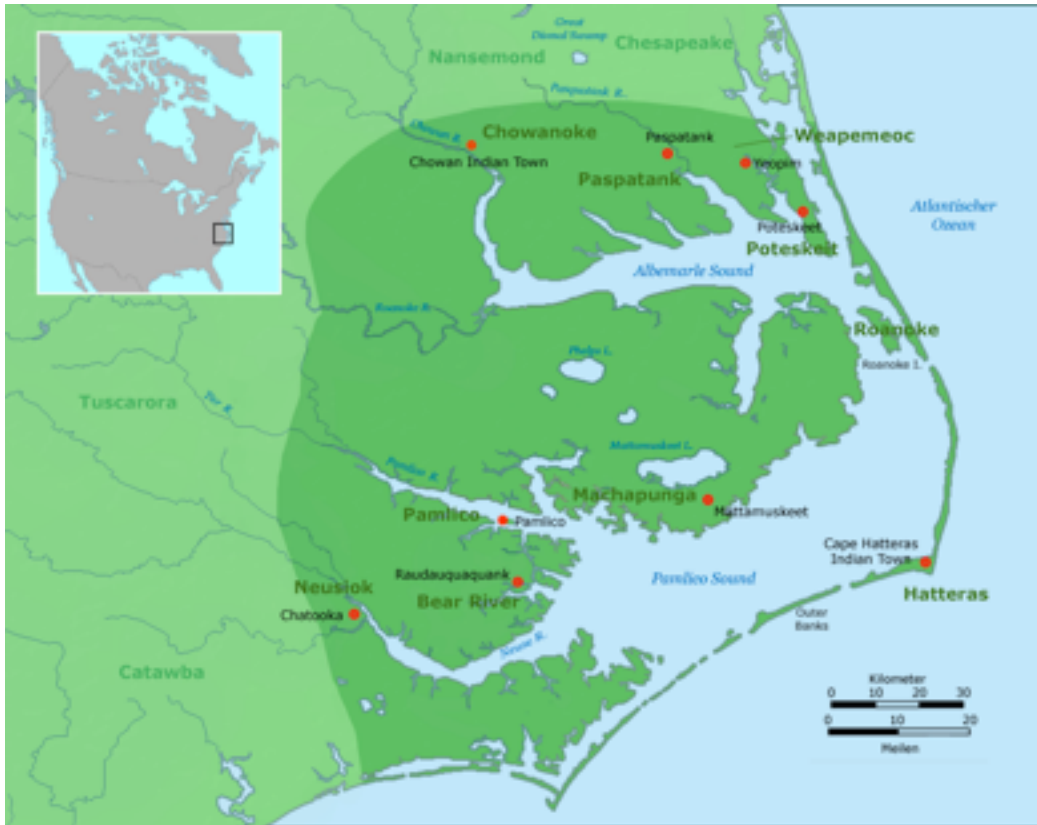 Great
Dismal Swamp
Chesapeake
Nansemond
Paspatank R.
Chowan R.
Chowanoke
Chowan Indian Town
Paspatank
Weapemeoc
Yeopim
Paspatank
Poteskeet
Poteskeit
Atlantischer
Ozean
Albemarle Sound
Roanoke R.
Roanoke
Roanoke I.
Phelps L.
Tuscarora
Tar R.
Mattamuskeet L.
Pamlico R.
Machapunga
Mattamuskeet
Pamlico
Pamlico
Cape Hatteras
Indian Town
Raudauquaquank
Pamlico Sound
Neusiok
Bear River
Hatteras
Chatooka
Outer
Banks
Neuse R.
Catawba
Kilometer
0 10 20 30
0 10 20
Meilen